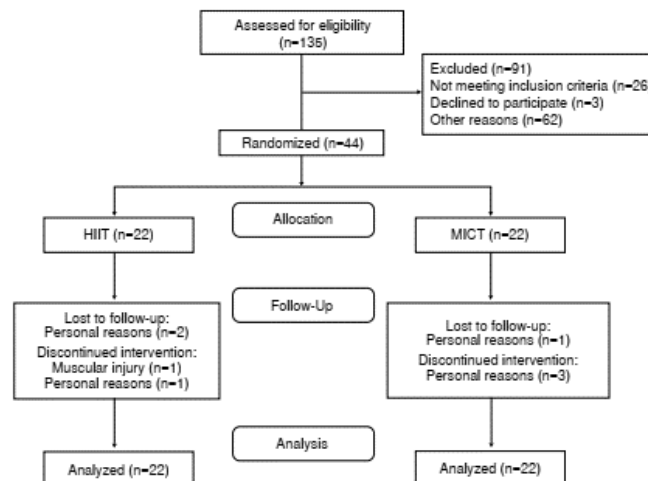 Assessed for eligibility
(n=135)
Excluded (n=91)
Not meeting inclusion criteria (n=26
Declined to participate (n=3)
Other reasons (n=62)
Randomized (n=44)
Allocation
HIIT (n=22)
MICT (n=22)
Follow-Up
Lost to follow-up:
Personal reasons (n=2)
Discontinued intervention:
Muscular injury (n=1)
Personal reasons (n=1)
Lost to follow-up:
Personal reasons (n=1)
Discontinued intervention:
Personal reasons (n=3)
Analysis
Analyzed (n=22)
Analyzed (n=22)